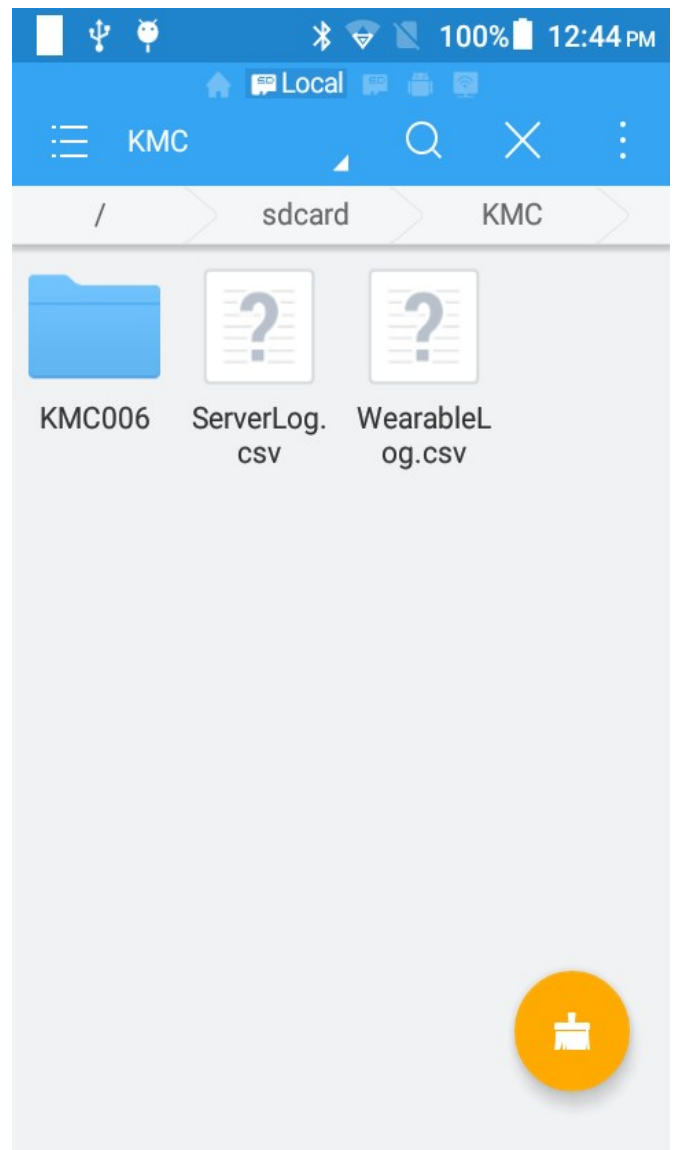 100% 12:44 PM
Local
KMC
/ sdcard KMC
KMC006 ServerLog. WearableL
csv og.csv